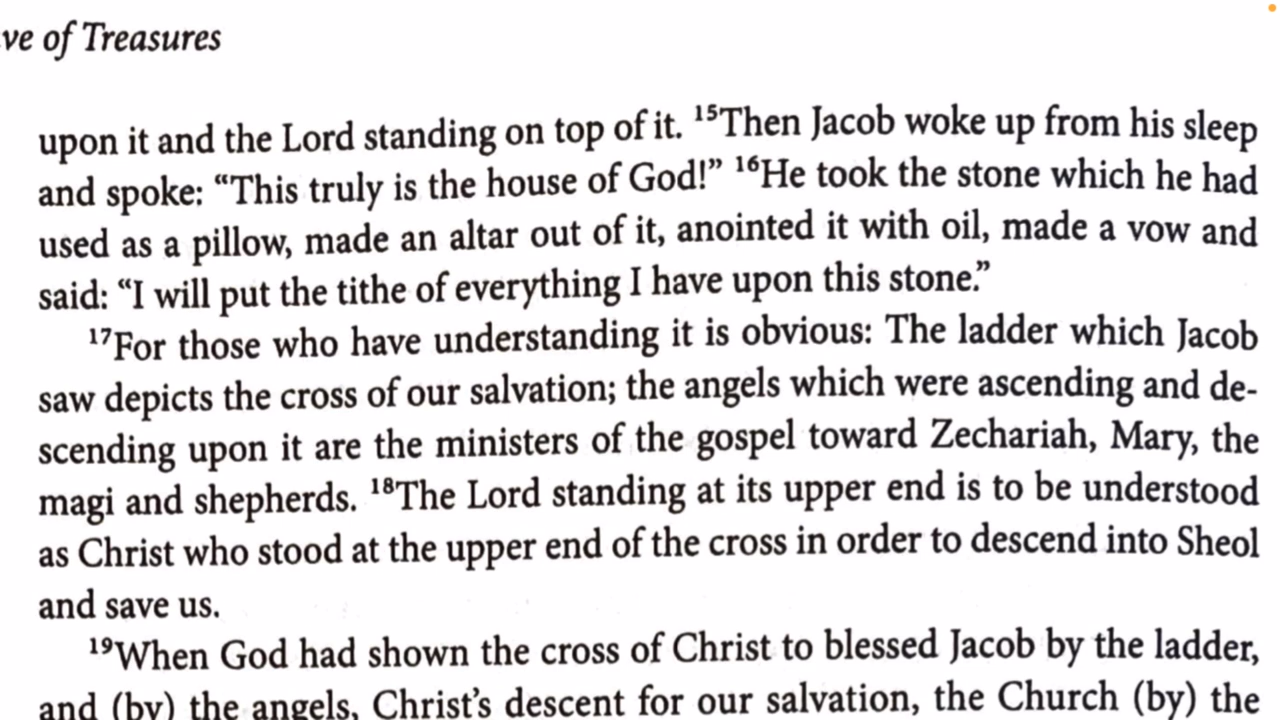 ve of Treasures
upon it and the Lord standing on top of it. ¹⁵Then Jacob woke up from his sleep
and spoke: “This truly is the house of God!” ¹⁶He took the stone which he had
used as a pillow, made an altar out of it, anointed it with oil, made a vow and
said: “I will put the tithe of everything I have upon this stone.”
¹⁷For those who have understanding it is obvious: The ladder which Jacob
saw depicts the cross of our salvation; the angels which were ascending and de-
scending upon it are the ministers of the gospel toward Zechariah, Mary, the
magi and shepherds. ¹⁸The Lord standing at its upper end is to be understood
as Christ who stood at the upper end of the cross in order to descend into Sheol
and save us.
¹⁹When God had shown the cross of Christ to blessed Jacob by the ladder,
and (by) the angels, Christ’s descent for our salvation, the Church (by) the